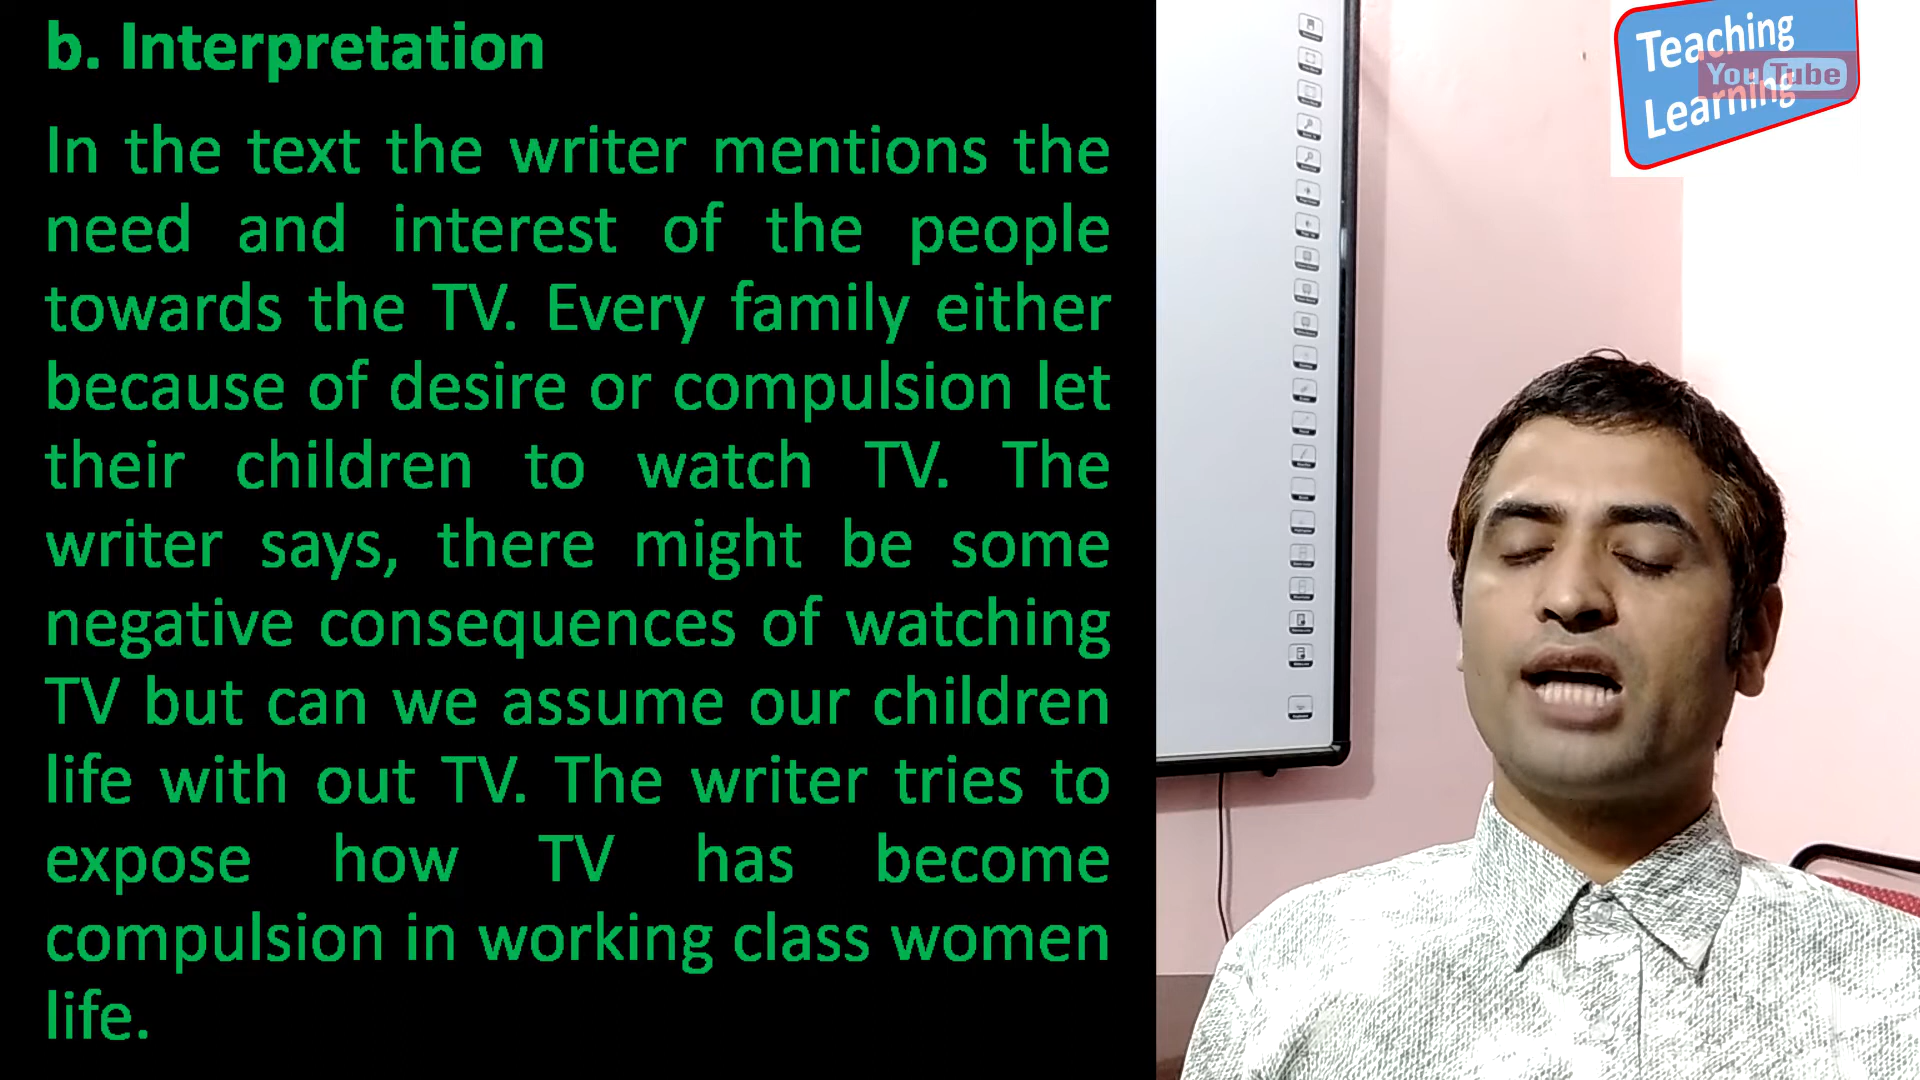 b. Interpretation
In the text the writer mentions the
need and interest of the people
towards the TV. Every family either
because of desire or compulsion let
their children to watch TV. The
writer says, there might be some
negative consequences of watching
TV but can we assume our children
life with out TV. The writer tries to
expose how TV has become
compulsion in working class women
life.
Teaching
YouTube
Learning